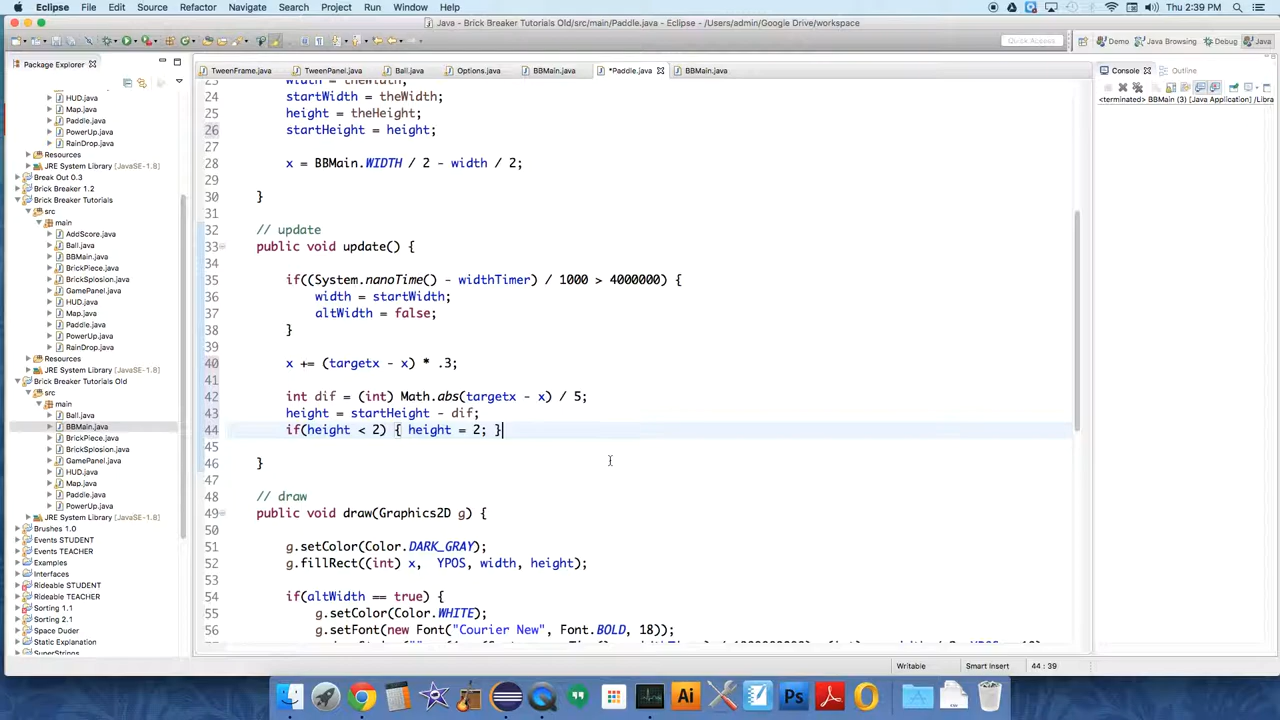 Eclipse File Edit Source Refactor Navigate Search Project Run Window Help Thu 2:39 PM
Java - Brick Breaker Tutorials Old/src/main/Paddle.java - Eclipse - /Users/admin/Google Drive/workspace
Quick Access Demo Java Browsing Debug Java
Package Explorer
HUD.java
Map.java
Paddle.java
PowerUp.java
RainDrop.java
Resources
JRE System Library [JavaSE-1.8]
Break Out 0.3
Brick Breaker 1.2
Brick Breaker Tutorials
src
main
AddScore.java
Ball.java
BBMain.java
BrickPiece.java
BrickSplosion.java
GamePanel.java
HUD.java
Map.java
Paddle.java
PowerUp.java
RainDrop.java
Resources
JRE System Library [JavaSE-1.8]
Brick Breaker Tutorials Old
src
main
Ball.java
BBMain.java
BrickPiece.java
BrickSplosion.java
GamePanel.java
HUD.java
Map.java
Paddle.java
PowerUp.java
JRE System Library [JavaSE-1.8]
Brushes 1.0
Events STUDENT
Events TEACHER
Examples
Interfaces
Rideable STUDENT
Rideable TEACHER
Sorting 1.1
Sorting 2.1
Space Duder
Static Explanation
SuperStrings
TweenFrame.java TweenPanel.java Ball.java Options.java BBMain.java *Paddle.java BBMain.java
24 startWidth = theWidth;
25 height = theHeight;
26 startHeight = height;
27
28 x = BBMain.WIDTH / 2 - width / 2;
29
30 }
31
32 // update
33 public void update() {
34
35 if((System.nanoTime() - widthTimer) / 1000 > 4000000) {
36 width = startWidth;
37 altWidth = false;
38 }
39
40 x += (targetx - x) * .3;
41
42 int dif = (int) Math.abs(targetx - x) / 5;
43 height = startHeight - dif;
44 if(height < 2) { height = 2; }
45
46 }
47
48 // draw
49 public void draw(Graphics2D g) {
50
51 g.setColor(Color.DARK_GRAY);
52 g.fillRect((int) x, YPOS, width, height);
53
54 if(altWidth == true) {
55 g.setColor(Color.WHITE);
56 g.setFont(new Font("Courier New", Font.BOLD, 18));
Console Outline
<terminated> BBMain (3) [Java Application] /Libra
Writable Smart Insert 44 : 39
Ai Ps